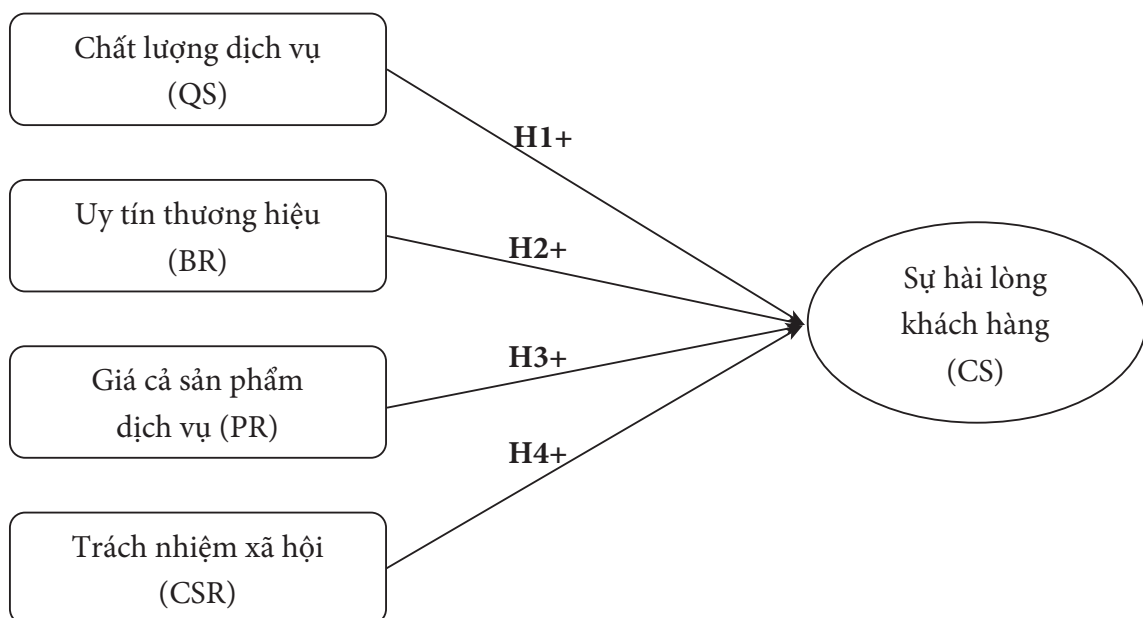 Chất lượng dịch vụ
(QS)
H1+
Uy tín thương hiệu
(BR)
H2+
Sự hài lòng
khách hàng
(CS)
Giá cả sản phẩm
dịch vụ (PR)
H3+
H4+
Trách nhiệm xã hội
(CSR)